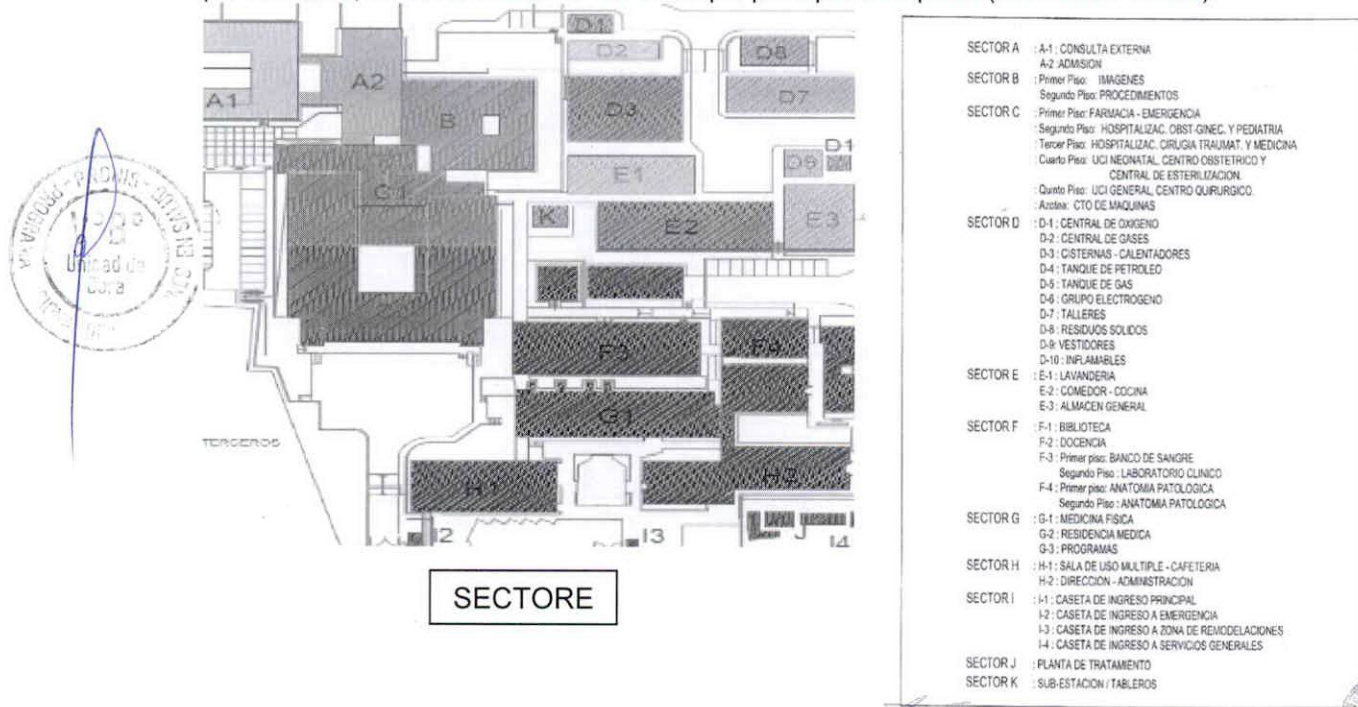 A1
A2
B
C1
D1
D2
D3
D8
D7
E1
D9
D1
K
E2
E3
F3
F4
G1
H1
H2
TERCEROS
I2
I3
J
I4
SECTORE
Unidad de
Obra
SECTOR A : A-1 : CONSULTA EXTERNA
A-2 :ADMISION
SECTOR B : Primer Piso: IMAGENES
Segundo Piso: PROCEDIMIENTOS
SECTOR C : Primer Piso: FARMACIA - EMERGENCIA
: Segundo Piso: HOSPITALIZAC. OBST-GINEC. Y PEDIATRIA
: Tercer Piso: HOSPITALIZAC. CIRUGIA TRAUMAT. Y MEDICINA
: Cuarto Piso: UCI NEONATAL, CENTRO OBSSTETRICO Y
CENTRAL DE ESTERILIZACION.
: Quinto Piso: UCI GENERAL, CENTRO QUIRURGICO.
: Azotea: CTO DE MAQUINAS
SECTOR D : D-1 : CENTRAL DE OXIGENO
D-2 : CENTRAL DE GASES
D-3 : CISTERNAS - CALENTADORES
D-4 : TANQUE DE PETROLEO
D-5 : TANQUE DE GAS
D-6 : GRUPO ELECTROGENO
D-7 : TALLERES
D-8 : RESIDUOS SOLIDOS
D-9: VESTIDORES
D-10 : INFLAMABLES
SECTOR E : E-1 : LAVANDERIA
E-2 : COMEDOR - COCINA
E-3 : ALMACEN GENERAL
SECTOR F : F-1 : BIBLIOTECA
F-2 : DOCENCIA
F-3 : Primer piso: BANCO DE SANGRE
Segundo Piso : LABORATORIO CLINICO
F-4 : Primer piso: ANATOMIA PATOLOGICA
Segundo Piso : ANATOMIA PATOLOGICA
SECTOR G : G-1 : MEDICINA FISICA
G-2 : RESIDENCIA MEDICA
G-3 : PROGRAMAS
SECTOR H : H-1 : SALA DE USO MULTIPLE - CAFETERIA
H-2 : DIRECCION - ADMINISTRACION
SECTOR I : I-1 : CASETA DE INGRESO PRINCIPAL
I-2 : CASETA DE INGRESO A EMERGENCIA
I-3 : CASETA DE INGRESO A ZONA DE REMODELACIONES
I-4 : CASETA DE INGRESO A SERVICIOS GENERALES
SECTOR J : PLANTA DE TRATAMIENTO
SECTOR K : SUB-ESTACION / TABLEROS